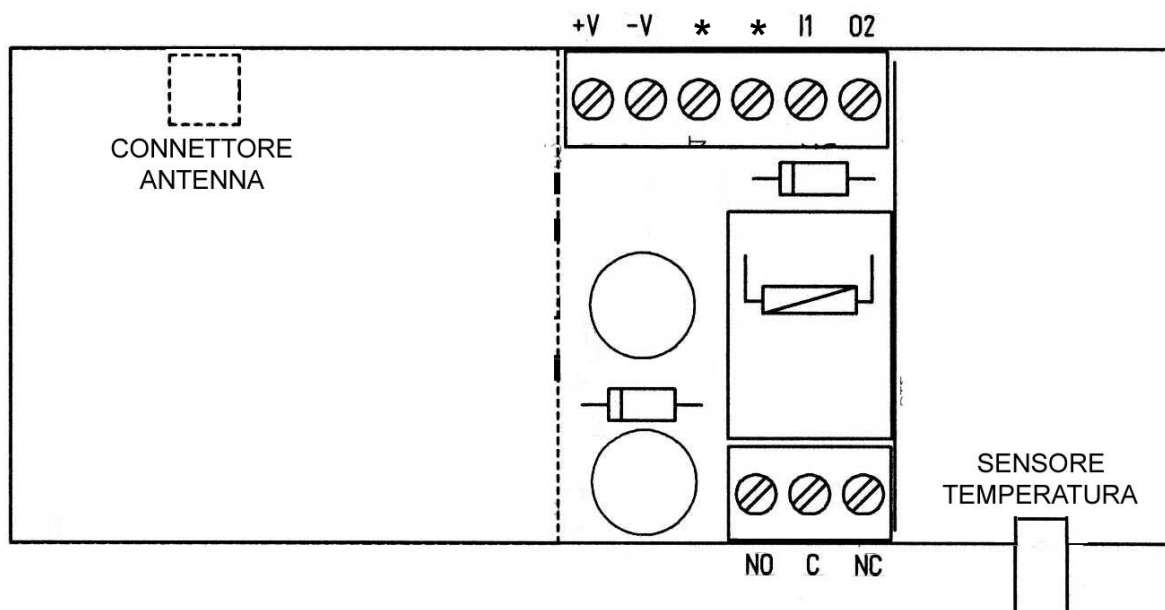 +V -V * * I1 O2
CONNETTORE
ANTENNA
SENSORE
TEMPERATURA
NO C NC